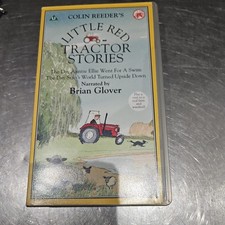 COLIN REEDER'S
LITTLE RED
TRACTOR
STORIES
The Day Auntie Ellie Went For A Swim
The Day Stan's World Turned Upside Down
Narrated by
Brian Glover